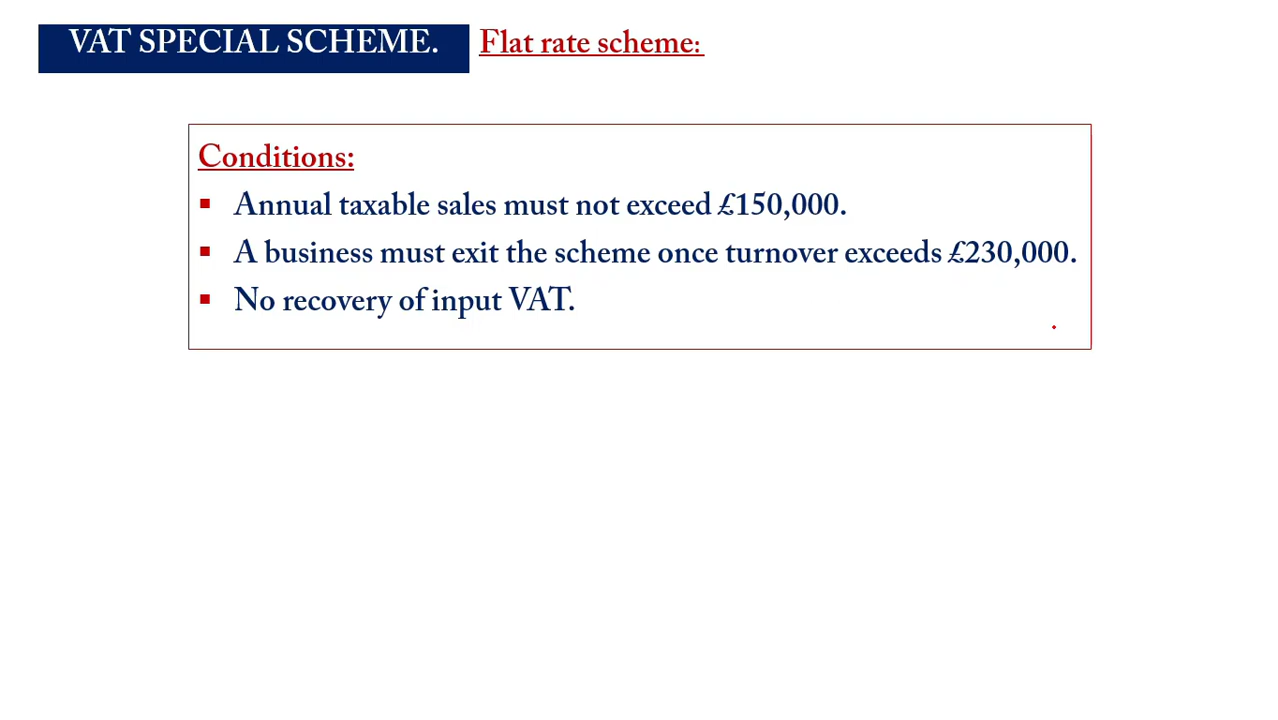 VAT SPECIAL SCHEME. Flat rate scheme:
Conditions:
▪ Annual taxable sales must not exceed £150,000.
▪ A business must exit the scheme once turnover exceeds £230,000.
▪ No recovery of input VAT.